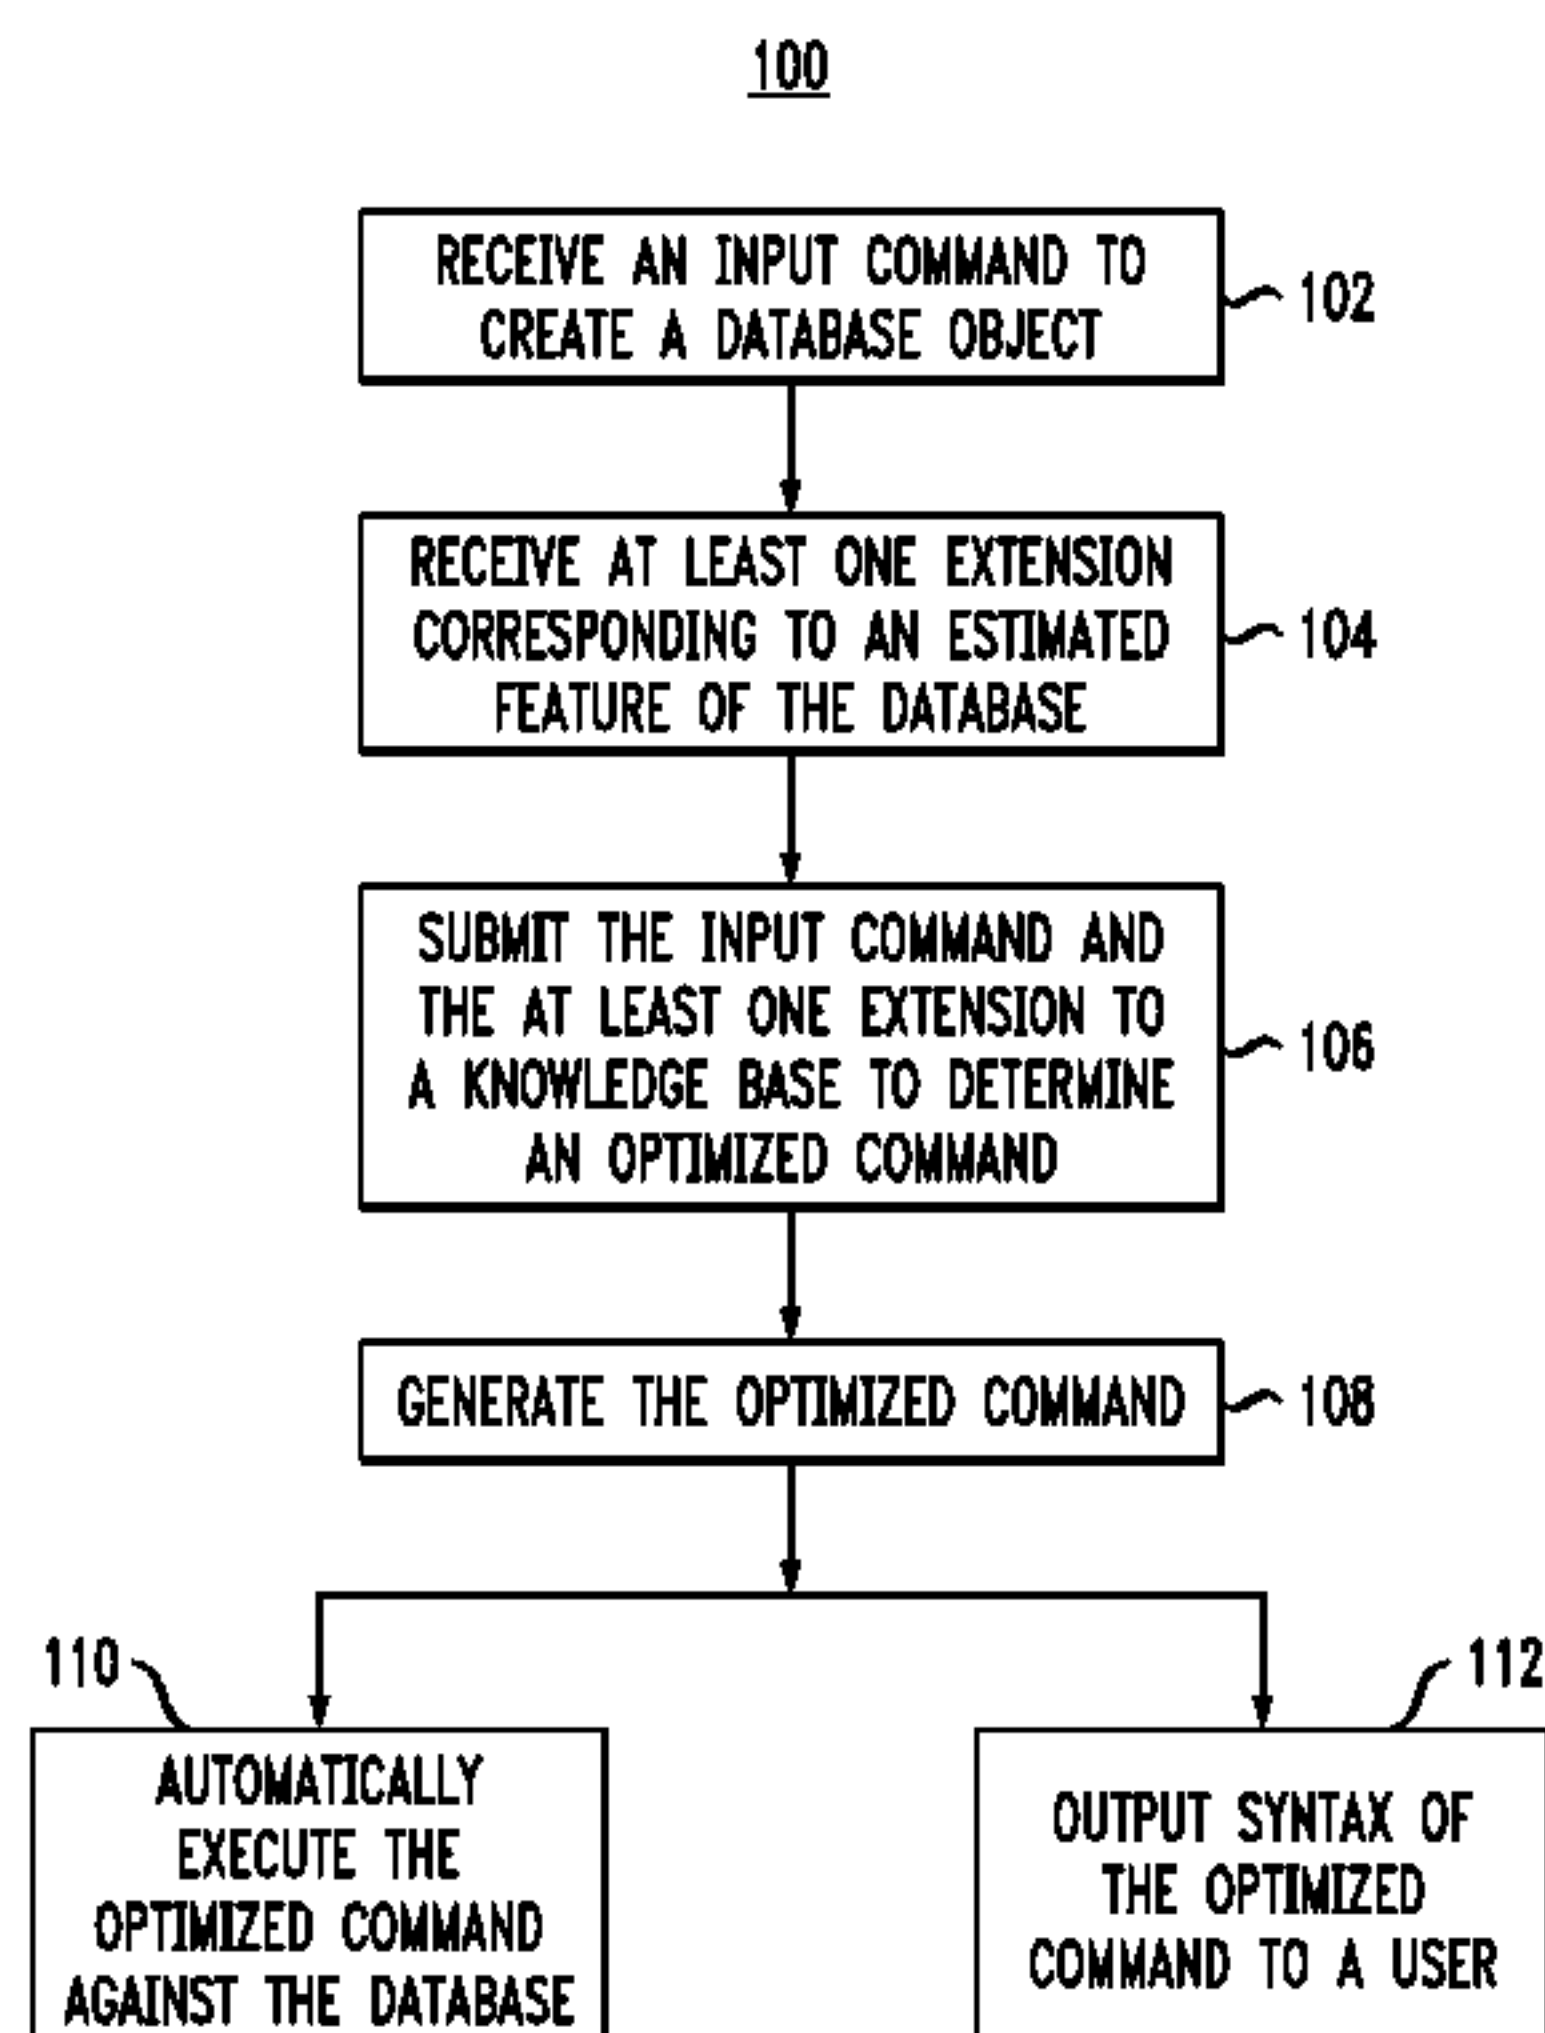 100
RECEIVE AN INPUT COMMAND TO
CREATE A DATABASE OBJECT
102
RECEIVE AT LEAST ONE EXTENSION
CORRESPONDING TO AN ESTIMATED
FEATURE OF THE DATABASE
104
SUBMIT THE INPUT COMMAND AND
THE AT LEAST ONE EXTENSION TO
A KNOWLEDGE BASE TO DETERMINE
AN OPTIMIZED COMMAND
106
GENERATE THE OPTIMIZED COMMAND
108
110
AUTOMATICALLY
EXECUTE THE
OPTIMIZED COMMAND
AGAINST THE DATABASE
112
OUTPUT SYNTAX OF
THE OPTIMIZED
COMMAND TO A USER